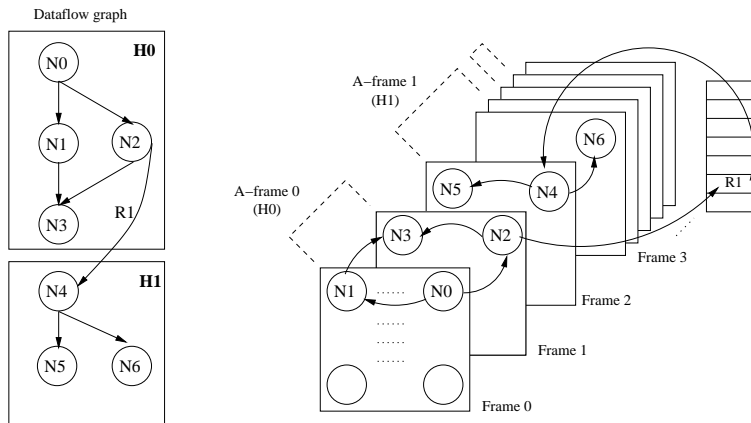 Dataflow graph
H0
N0
N1
N2
N3
R1
H1
N4
N5
N6
A-frame 1
(H1)
A-frame 0
(H0)
N6
N5
N4
R1
N3
N2
Frame 3
N1
......
N0
Frame 2
......
......
......
Frame 1
Frame 0